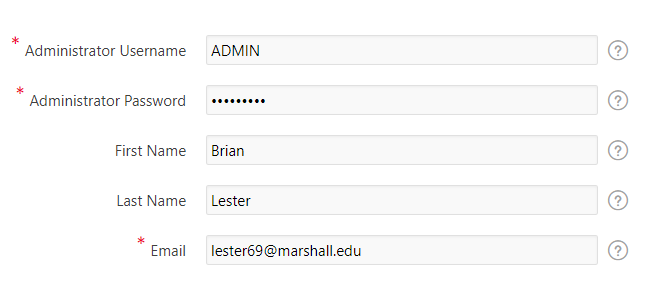 * Administrator Username ADMIN ?
* Administrator Password ••••••••• ?
First Name Brian ?
Last Name Lester ?
* Email lester69@marshall.edu ?